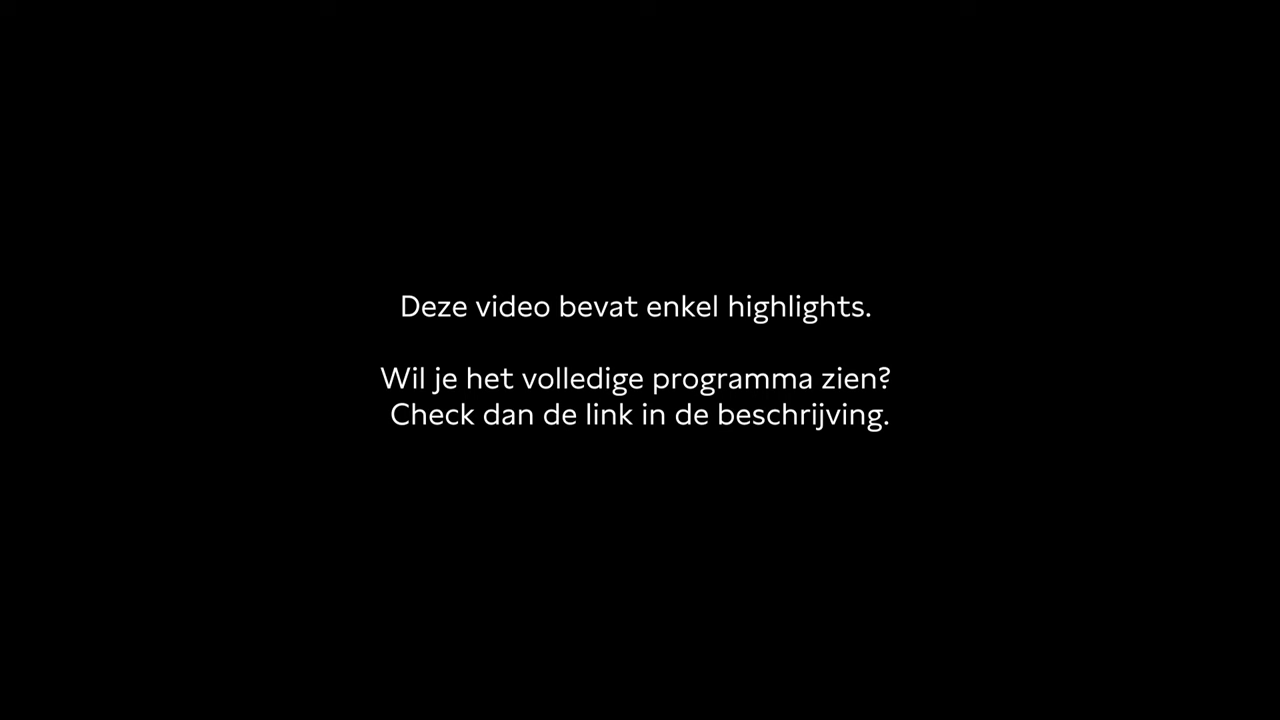 Deze video bevat enkel highlights.
Wil je het volledige programma zien?
Check dan de link in de beschrijving.